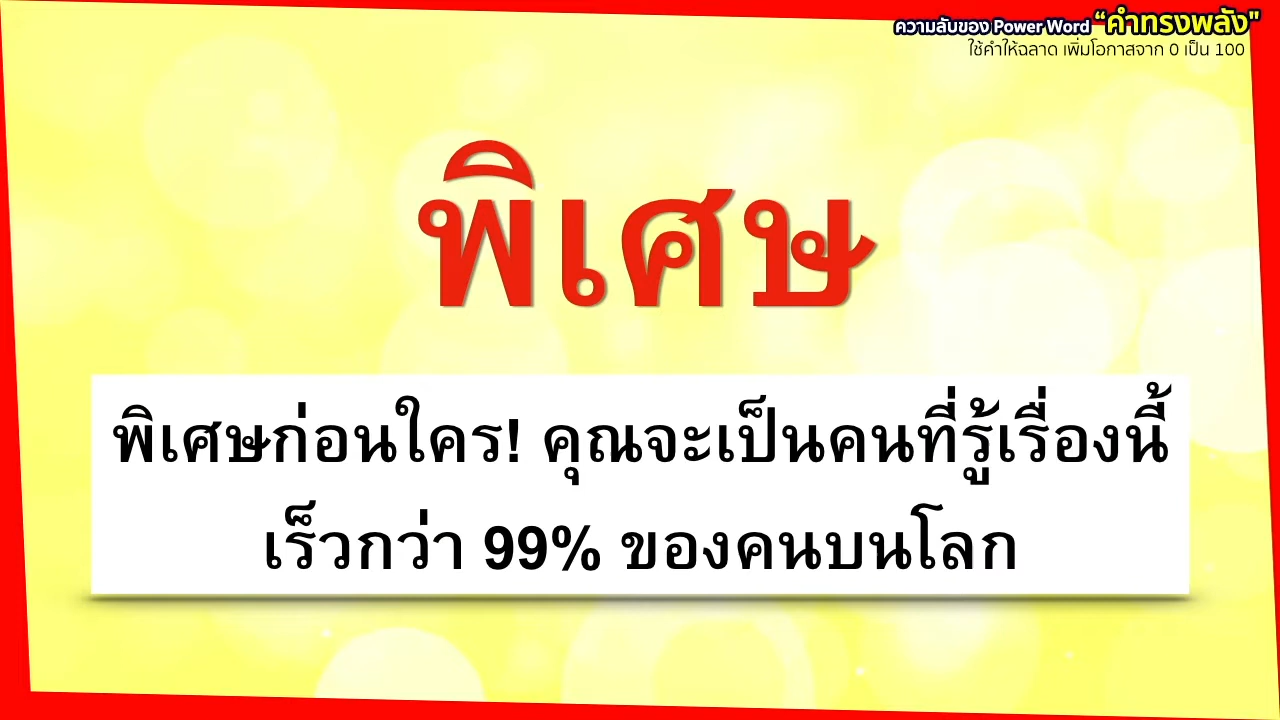 ความลับของ Power Word “คำทรงพลัง"
ใช้คำให้ฉลาด เพิ่มโอกาสจาก 0 เป็น 100
พิเศษ
พิเศษก่อนใคร! คุณจะเป็นคนที่รู้เรื่องนี้
เร็วกว่า 99% ของคนบนโลก